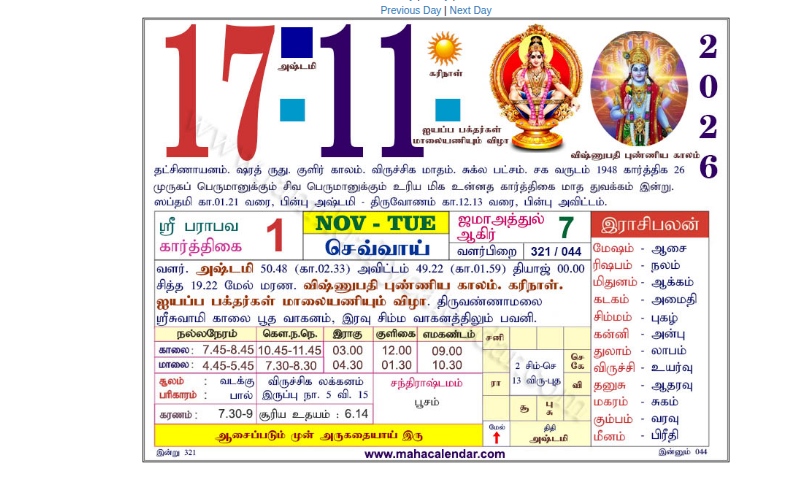 Previous Day | Next Day
17-11
2026
அஷ்டமி
கரிநாள்
ஐயப்ப பக்தர்கள்
மாலையணியும் விழா
விஷ்ணுபதி புண்ணிய காலம்
தட்சிணாயனம். ஷரத் ருது. குளிர் காலம். விருச்சிக மாதம். சுக்ல பட்சம். சக வருடம் 1948 கார்த்திக 26
முருகப் பெருமானுக்கும் சிவ பெருமானுக்கும் உரிய மிக உன்னத கார்த்திகை மாத துவக்கம் இன்று.
ஸப்தமி கா.01.21 வரை, பின்பு அஷ்டமி - திருவோணம் கா.12.13 வரை, பின்பு அவிட்டம்.
ஸ்ரீ பராபவ
கார்த்திகை 1
NOV - TUE
செவ்வாய்
ஜமாஅத்துல்
ஆகிர் 7
வளர்பிறை 321 / 044
வளர். அஷ்டமி 50.48 (கா.02.33) அவிட்டம் 49.22 (கா.01.59) தியாஜ் 00.00
சித்த 19.22 மேல் மரண. விஷ்ணுபதி புண்ணிய காலம். கரிநாள்.
ஐயப்ப பக்தர்கள் மாலையணியும் விழா. திருவண்ணாமலை
ஸ்ரீசுவாமி காலை பூத வாகனம், இரவு சிம்ம வாகனத்திலும் பவனி.
நல்லநேரம் கௌ.ந.நே. இராகு குளிகை எமகண்டம்
காலை : 7.45-8.45 10.45-11.45 03.00 12.00 09.00
மாலை : 4.45-5.45 7.30-8.30 04.30 01.30 10.30
சூலம் : வடக்கு
பரிகாரம் : பால்
விருச்சிக லக்கனம்
இருப்பு நா. 5 வி. 15
சந்திராஷ்டமம்
பூசம்
கரணம் : 7.30-9 சூரிய உதயம் : 6.14
ஆசைப்படும் முன் அருகதையாய் இரு
சனி
செ
கே
2 சிம்-செ
13 விரு-புத
ரா
வி
சூ
பு
சு
மேல்
திதி
அஷ்டமி
இராசிபலன்
மேஷம் - ஆசை
ரிஷபம் - நலம்
மிதுனம் - ஆக்கம்
கடகம் - அமைதி
சிம்மம் - புகழ்
கன்னி - அன்பு
துலாம் - லாபம்
விருச்சி - உயர்வு
தனுசு - ஆதரவு
மகரம் - சுகம்
கும்பம் - வரவு
மீனம் - பிரீதி
இன்று 321
www.mahacalendar.com
இன்னும் 044